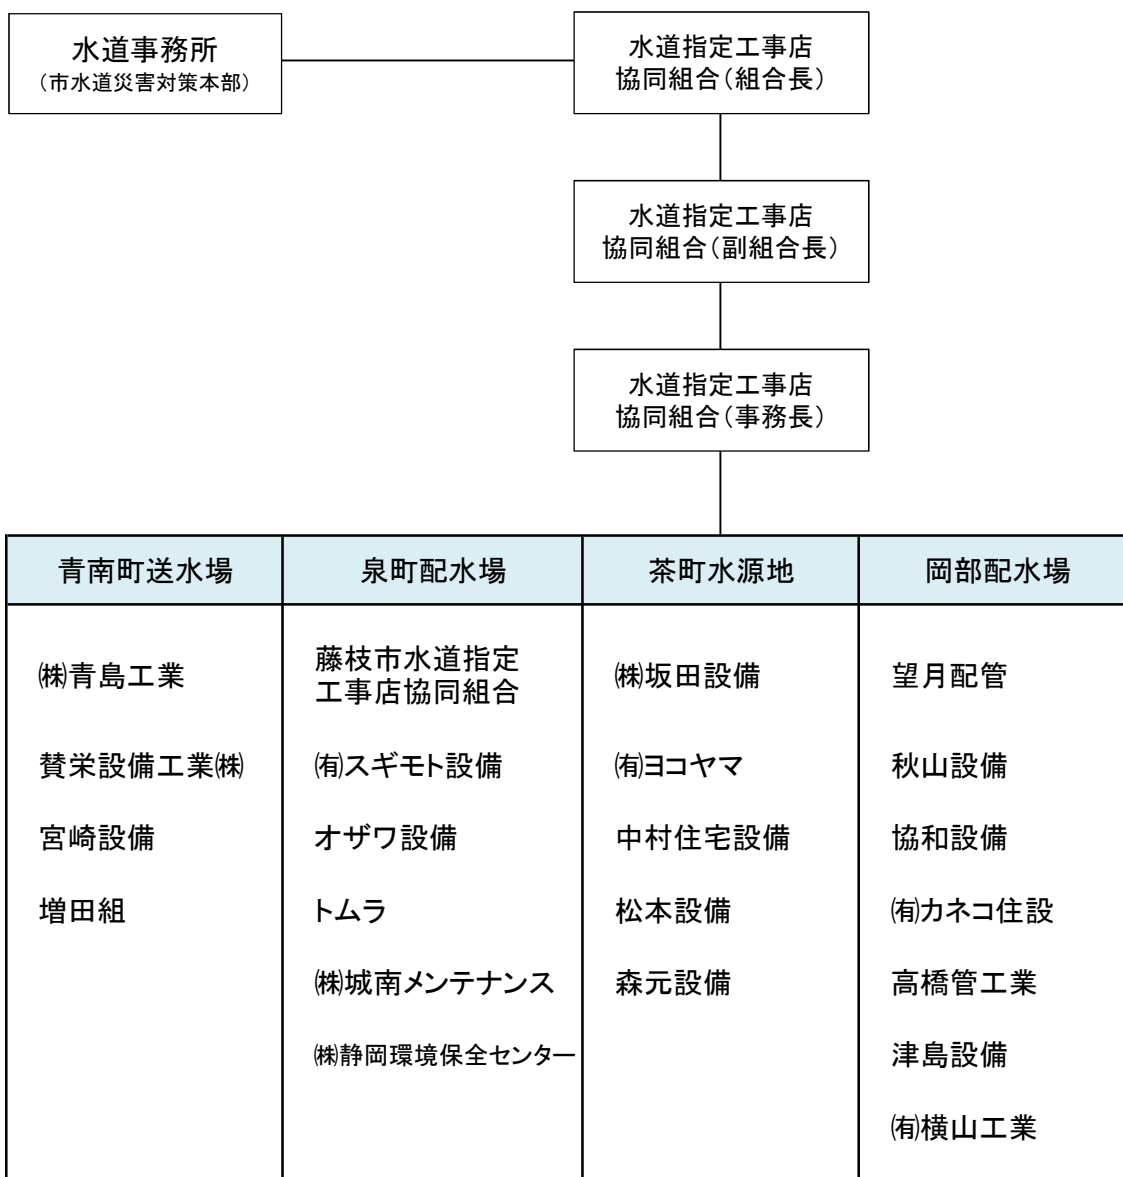 水道事務所
（市水道災害対策本部）
水道指定工事店
協同組合（組合長）
水道指定工事店
協同組合（副組合長）
水道指定工事店
協同組合（事務長）
青南町送水場
泉町配水場
茶町水源地
岡部配水場
㈱青島工業
藤枝市水道指定
工事店協同組合
㈱坂田設備
望月配管
賛栄設備工業㈱
㈲スギモト設備
㈲ヨコヤマ
秋山設備
宮崎設備
オザワ設備
中村住宅設備
協和設備
増田組
トムラ
松本設備
㈲カネコ住設
㈱城南メンテナンス
森元設備
高橋管工業
㈱静岡環境保全センター
津島設備
㈲横山工業